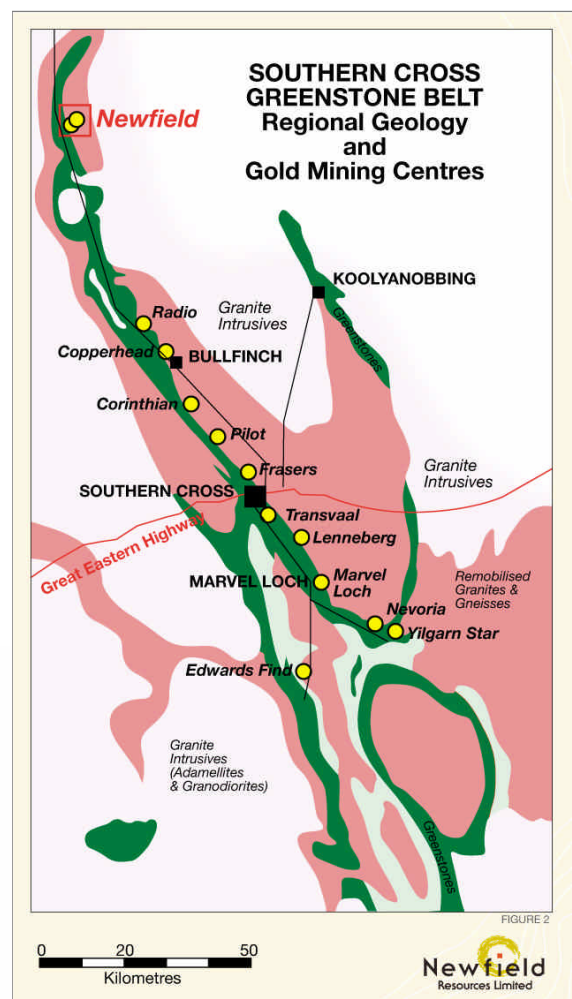 SOUTHERN CROSS
GREENSTONE BELT
Regional Geology
and
Gold Mining Centres
Newfield
KOOLYANOBBING
Radio
Granite
Intrusives
Greenstones
Copperhead
BULLFINCH
Corinthian
Pilot
Frasers
Granite
Intrusives
SOUTHERN CROSS
Transvaal
Great Eastern Highway
Lenneberg
MARVEL LOCH
Marvel
Loch
Remobilised
Granites &
Gneisses
Nevoria
Yilgarn Star
Edwards Find
Granite
Intrusives
(Adamellites
& Granodiorites)
Greenstones
FIGURE 2
0 20 50
Kilometres
Newfield
Resources Limited